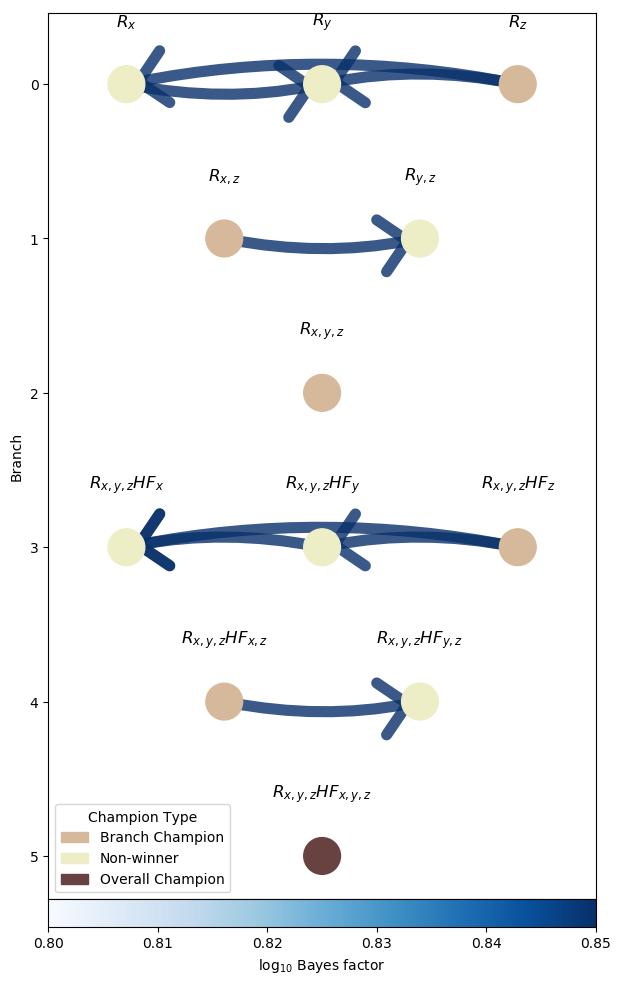 R_x R_y R_z
0
R_{x,z} R_{y,z}
1
R_{x,y,z}
2
R_{x,y,z}HF_x R_{x,y,z}HF_y R_{x,y,z}HF_z
3
R_{x,y,z}HF_{x,z} R_{x,y,z}HF_{y,z}
4
R_{x,y,z}HF_{x,y,z}
5
Branch
Champion Type
Branch Champion
Non-winner
Overall Champion
0.80 0.81 0.82 0.83 0.84 0.85
log_{10} Bayes factor